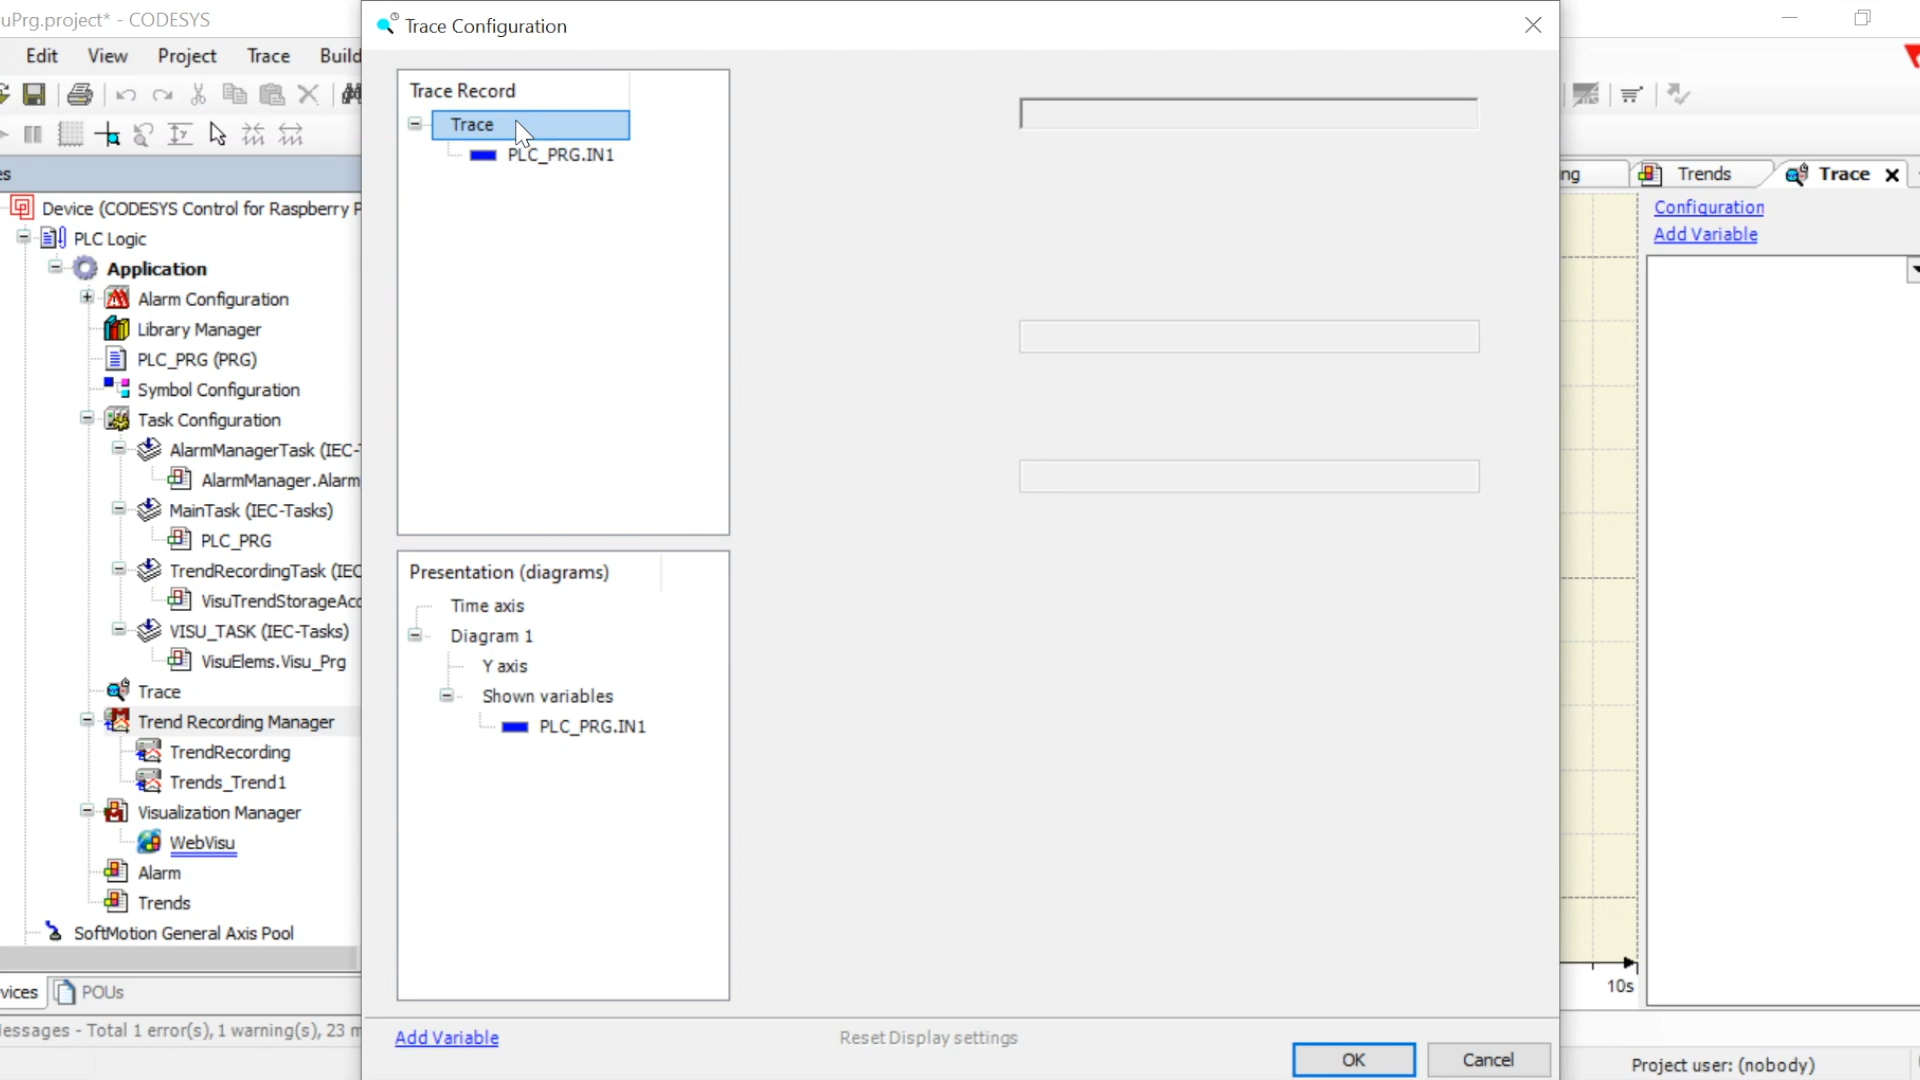 uPrg.project* - CODESYS
Edit View Project Trace Build
Device (CODESYS Control for Raspberry P
PLC Logic
Application
Alarm Configuration
Library Manager
PLC_PRG (PRG)
Symbol Configuration
Task Configuration
AlarmManagerTask (IEC-
AlarmManager.Alarm
MainTask (IEC-Tasks)
PLC_PRG
TrendRecordingTask (IEC
VisuTrendStorageAcc
VISU_TASK (IEC-Tasks)
VisuElems.Visu_Prg
Trace
Trend Recording Manager
TrendRecording
Trends_Trend1
Visualization Manager
WebVisu
Alarm
Trends
SoftMotion General Axis Pool
vices POUs
essages - Total 1 error(s), 1 warning(s), 23 m
Trace Configuration
Trace Record
Trace
PLC_PRG.IN1
Presentation (diagrams)
Time axis
Diagram 1
Y axis
Shown variables
PLC_PRG.IN1
Add Variable
Reset Display settings
OK
Cancel
ng Trends Trace
Configuration
Add Variable
10s
Project user: (nobody)